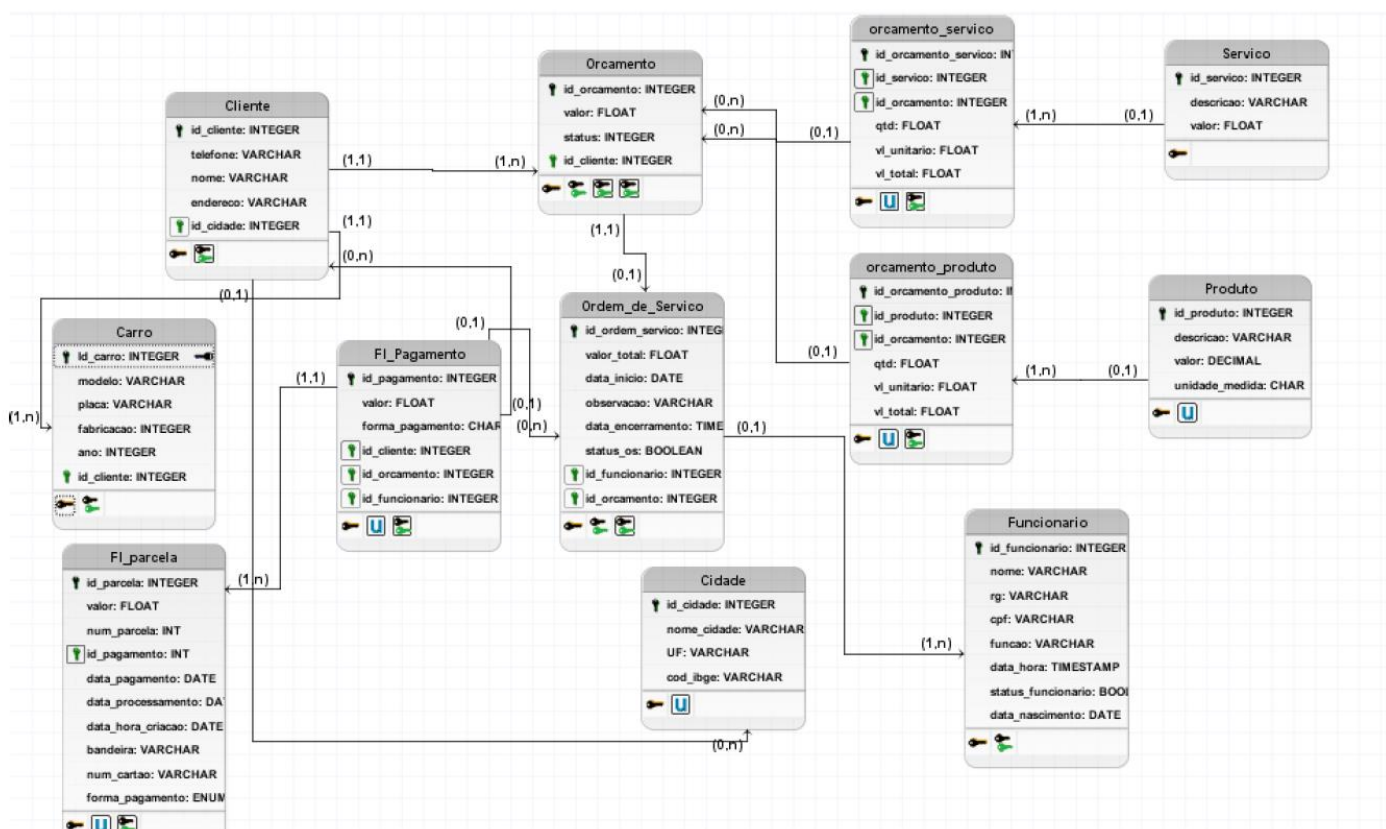 Cliente
id_cliente: INTEGER
telefone: VARCHAR
nome: VARCHAR
endereco: VARCHAR
id_cidade: INTEGER
(1,1)
(1,n)
(1,1)
(0,n)
(0,1)
Orcamento
id_orcamento: INTEGER
valor: FLOAT
status: INTEGER
id_cliente: INTEGER
(0,n)
(0,n)
(0,1)
(1,1)
(0,1)
orcamento_servico
id_orcamento_servico: IN
id_servico: INTEGER
id_orcamento: INTEGER
qtd: FLOAT
vl_unitario: FLOAT
vl_total: FLOAT
U
(1,n)
(0,1)
Servico
id_servico: INTEGER
descricao: VARCHAR
valor: FLOAT
Carro
Id_carro: INTEGER
modelo: VARCHAR
placa: VARCHAR
fabricacao: INTEGER
ano: INTEGER
id_cliente: INTEGER
(1,n)
FI_Pagamento
id_pagamento: INTEGER
valor: FLOAT
forma_pagamento: CHAR
id_cliente: INTEGER
id_orcamento: INTEGER
id_funcionario: INTEGER
U
(1,1)
(0,1)
(0,1)
(0,n)
Ordem_de_Servico
id_ordem_servico: INTEG
valor_total: FLOAT
data_inicio: DATE
observacao: VARCHAR
data_encerramento: TIME
status_os: BOOLEAN
id_funcionario: INTEGER
id_orcamento: INTEGER
(0,1)
(1,n)
orcamento_produto
id_orcamento_produto: I
id_produto: INTEGER
id_orcamento: INTEGER
qtd: FLOAT
vl_unitario: FLOAT
vl_total: FLOAT
U
(0,1)
(1,n)
(0,1)
Produto
id_produto: INTEGER
descricao: VARCHAR
valor: DECIMAL
unidade_medida: CHAR
U
FI_parcela
id_parcela: INTEGER
valor: FLOAT
num_parcela: INT
id_pagamento: INT
data_pagamento: DATE
data_processamento: DA
data_hora_criacao: DATE
bandeira: VARCHAR
num_cartao: VARCHAR
forma_pagamento: ENUM
U
(1,n)
Cidade
id_cidade: INTEGER
nome_cidade: VARCHAR
UF: VARCHAR
cod_ibge: VARCHAR
U
(0,n)
Funcionario
id_funcionario: INTEGER
nome: VARCHAR
rg: VARCHAR
cpf: VARCHAR
funcao: VARCHAR
data_hora: TIMESTAMP
status_funcionario: BOOl
data_nascimento: DATE